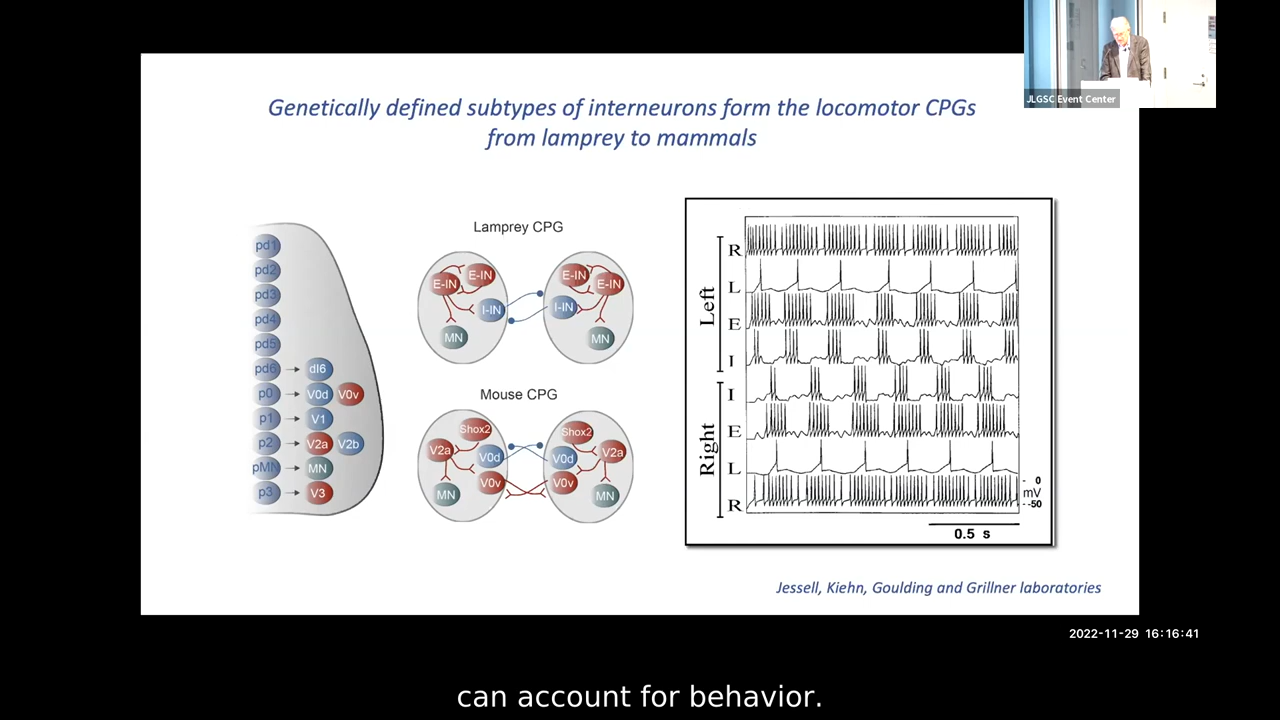 JLGSC Event Center
Genetically defined subtypes of interneurons form the locomotor CPGs
from lamprey to mammals
pd1
pd2
pd3
pd4
pd5
pd6 dI6
p0 V0d V0v
p1 V1
p2 V2a V2b
pMN MN
p3 V3
Lamprey CPG
E-IN E-IN I-IN MN
E-IN E-IN I-IN MN
Mouse CPG
Shox2 V2a V0d V0v MN
Shox2 V2a V0d V0v MN
Left
R
L
E
I
Right
I
E
L
R
0
mV
-50
0.5 s
Jessell, Kiehn, Goulding and Grillner laboratories
2022-11-29 16:16:41
can account for behavior.